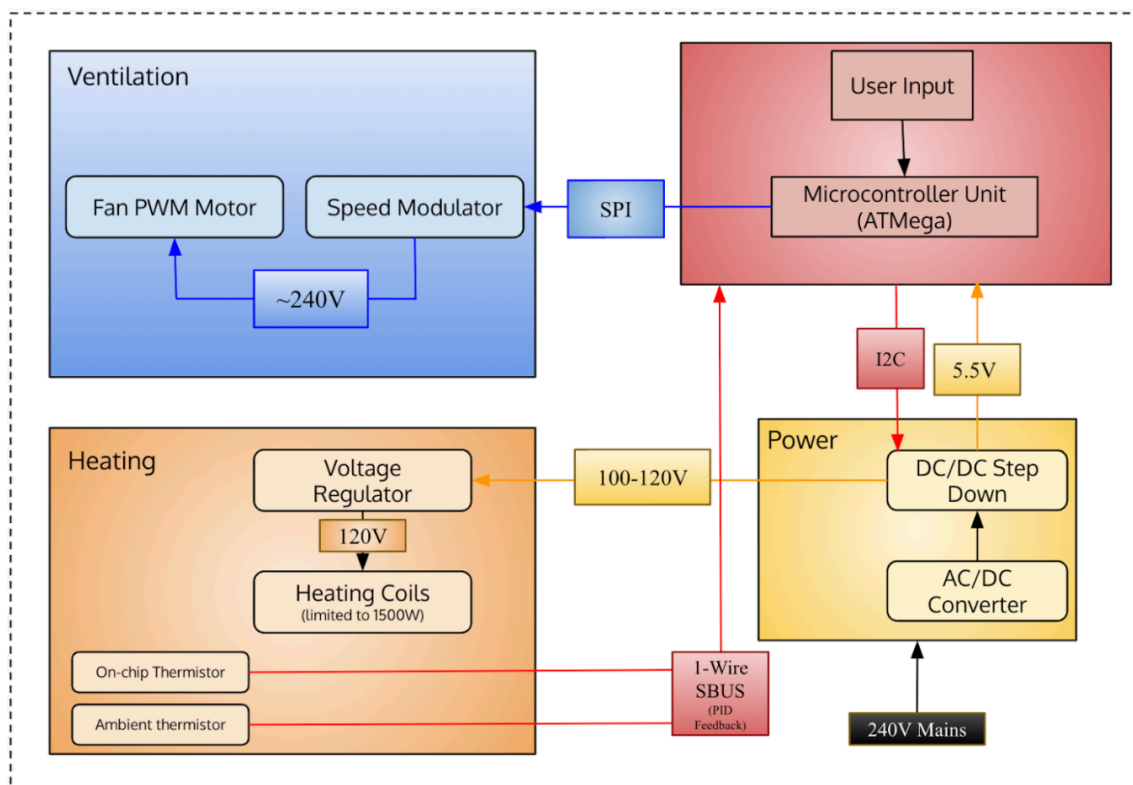 Ventilation
Fan PWM Motor
Speed Modulator
~240V
SPI
User Input
Microcontroller Unit
(ATMega)
I2C
5.5V
Heating
Voltage
Regulator
120V
Heating Coils
(limited to 1500W)
On-chip Thermistor
Ambient thermistor
100-120V
1-Wire
SBUS
(PID
Feedback)
Power
DC/DC Step
Down
AC/DC
Converter
240V Mains